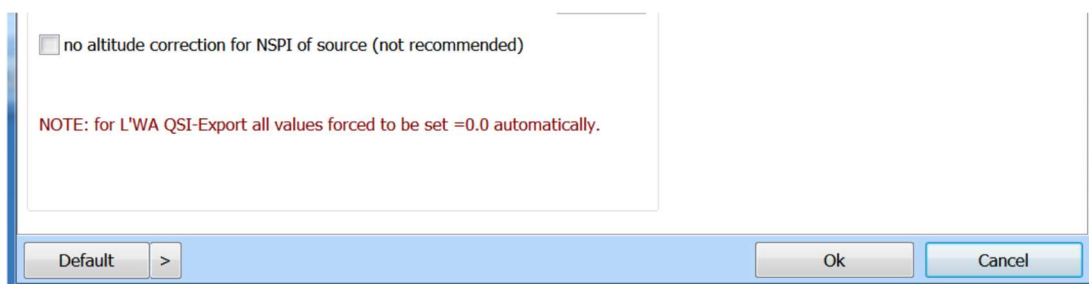 no altitude correction for NSPI of source (not recommended)
NOTE: for L'WA QSI-Export all values forced to be set =0.0 automatically.
Default > Ok Cancel